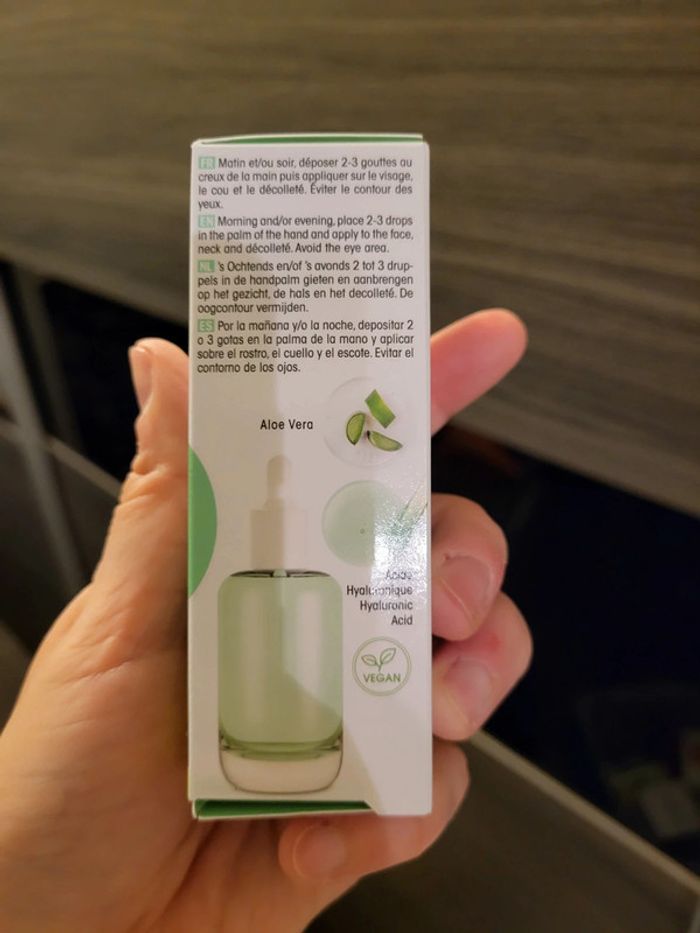 FR Matin et/ou soir, déposer 2-3 gouttes au
creux de la main puis appliquer sur le visage,
le cou et le décolleté. Éviter le contour des
yeux.
EN Morning and/or evening, place 2-3 drops
in the palm of the hand and apply to the face,
neck and décolleté. Avoid the eye area.
NL 's Ochtends en/of 's avonds 2 tot 3 drup-
pels in de handpalm gieten en aanbrengen
op het gezicht, de hals en het decolleté. De
oogcontour vermijden.
ES Por la mañana y/o la noche, depositar 2
o 3 gotas en la palma de la mano y aplicar
sobre el rostro, el cuello y el escote. Evitar el
contorno de los ojos.
Aloe Vera
Acide
Hyaluronique
Hyaluronic
Acid
VEGAN